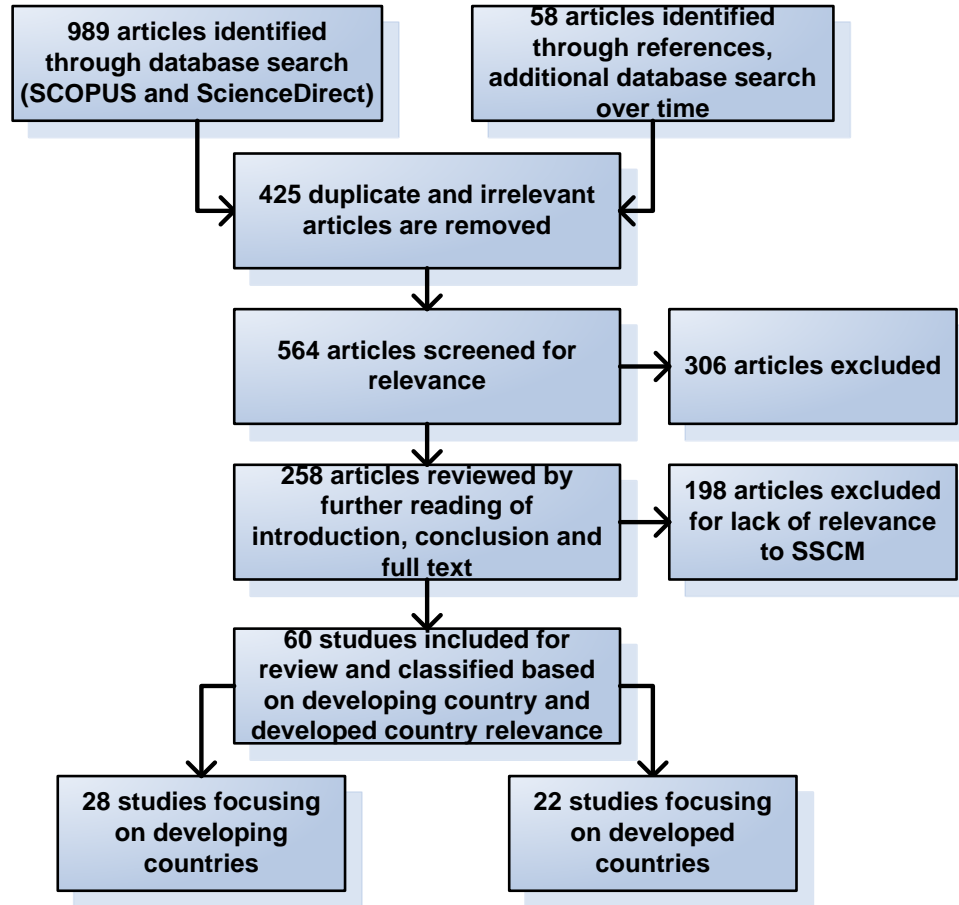 989 articles identified
through database search
(SCOPUS and ScienceDirect)
58 articles identified
through references,
additional database search
over time
425 duplicate and irrelevant
articles are removed
564 articles screened for
relevance
306 articles excluded
258 articles reviewed by
further reading of
introduction, conclusion and
full text
198 articles excluded
for lack of relevance
to SSCM
60 studues included for
review and classified based
on developing country and
developed country relevance
28 studies focusing
on developing
countries
22 studies focusing
on developed
countries